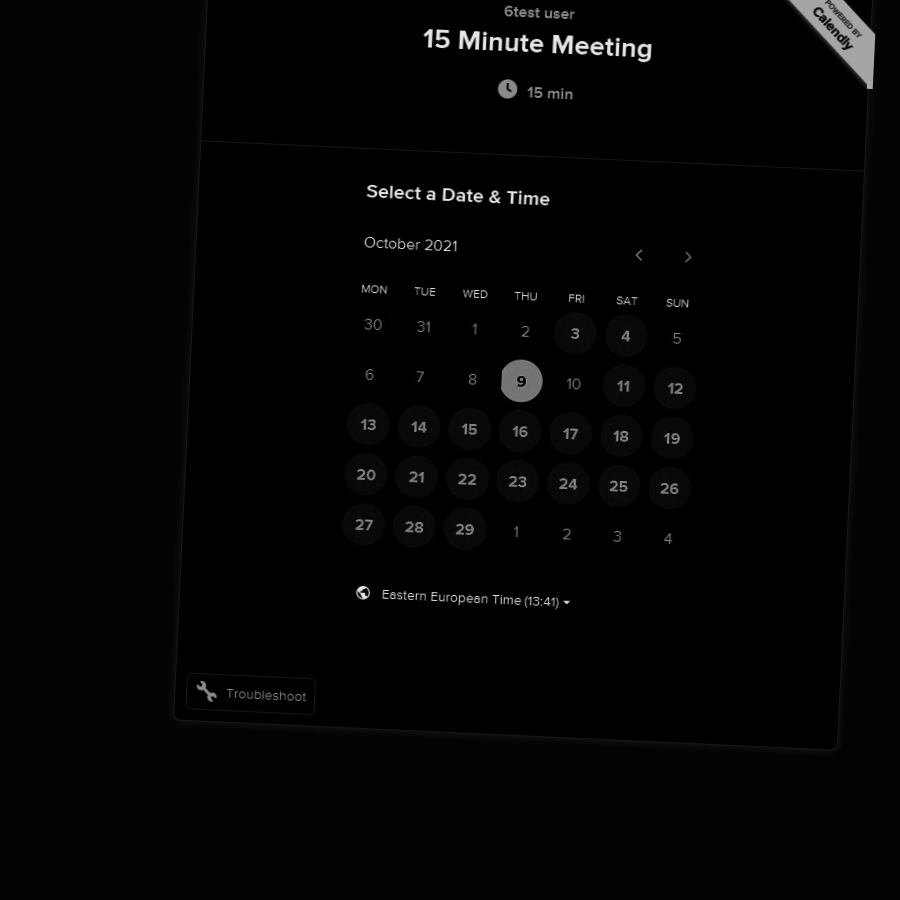 6test user
POWERED BY
Calendly
15 Minute Meeting
15 min
Select a Date & Time
October 2021
MON TUE WED THU FRI SAT SUN
30 31 1 2 3 4 5
6 7 8 9 10 11 12
13 14 15 16 17 18 19
20 21 22 23 24 25 26
27 28 29 1 2 3 4
Eastern European Time (13:41)
Troubleshoot